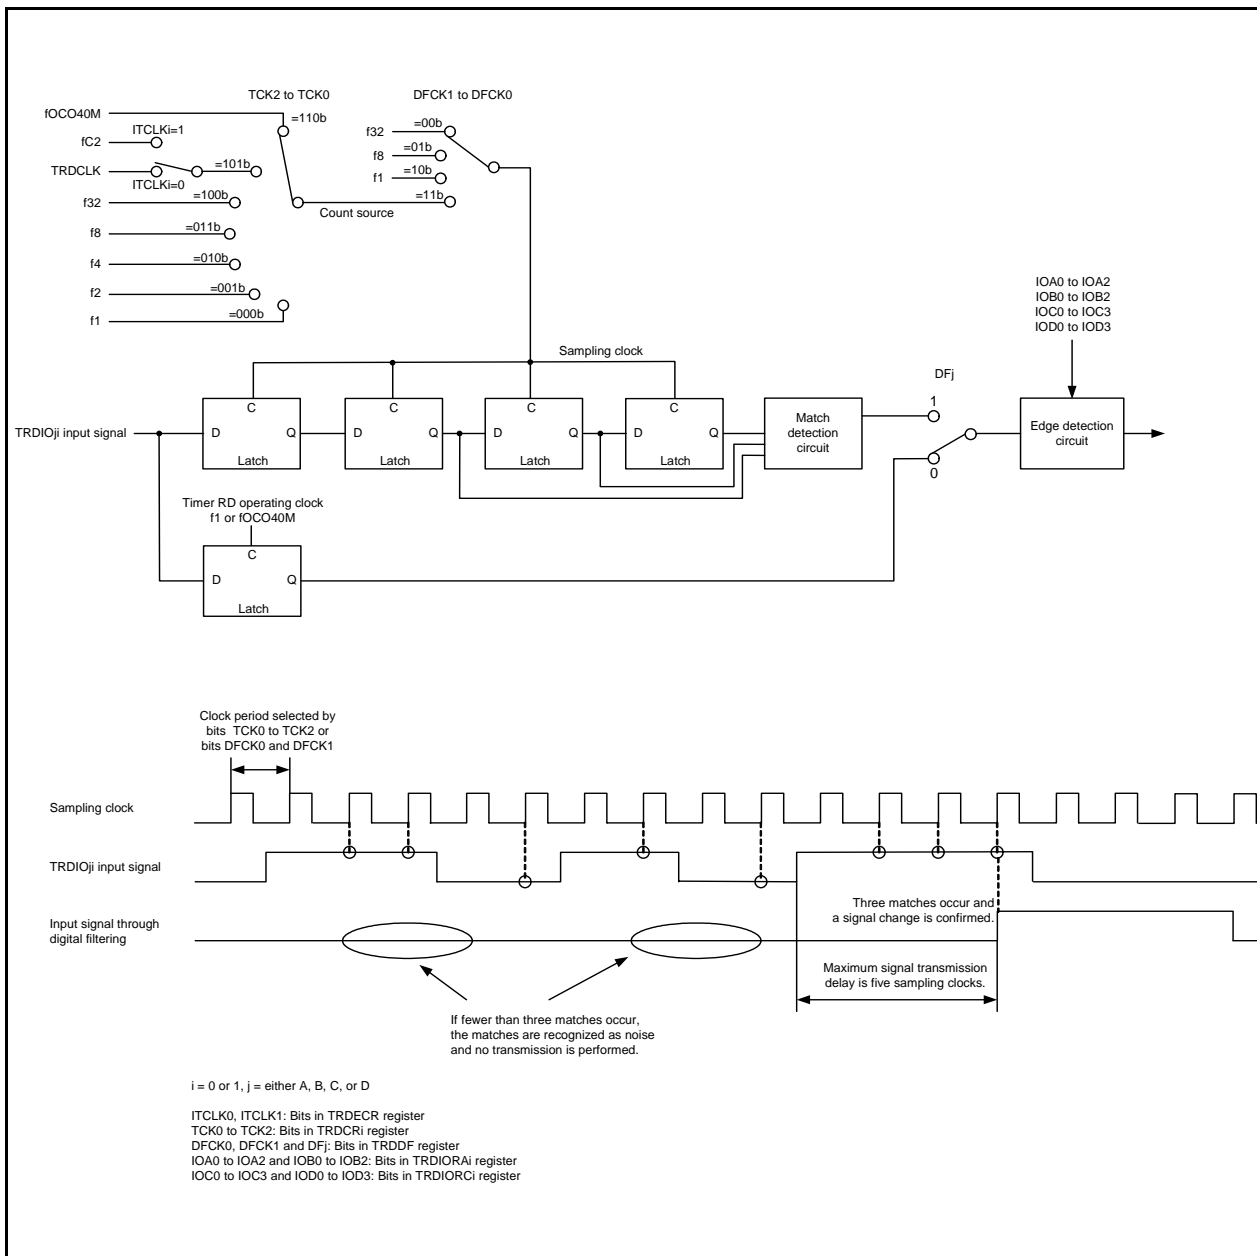 TCK2 to TCK0
DFCK1 to DFCK0
fOCO40M
=110b
ITCLKi=1
fC2
TRDCLK
=101b
ITCLKi=0
f32
=100b
Count source
f8
=011b
f4
=010b
f2
=001b
f1
=000b
f32
=00b
f8
=01b
f1
=10b
=11b
IOA0 to IOA2
IOB0 to IOB2
IOC0 to IOC3
IOD0 to IOD3
Sampling clock
DFj
C
C
C
C
1
TRDIOji input signal
D
Q
D
Q
D
Q
D
Q
Latch
Latch
Latch
Latch
Match
detection
circuit
0
Edge detection
circuit
Timer RD operating clock
f1 or fOCO40M
C
D
Q
Latch
Clock period selected by
bits TCK0 to TCK2 or
bits DFCK0 and DFCK1
Sampling clock
TRDIOji input signal
Three matches occur and
a signal change is confirmed.
Input signal through
digital filtering
Maximum signal transmission
delay is five sampling clocks.
If fewer than three matches occur,
the matches are recognized as noise
and no transmission is performed.
i = 0 or 1, j = either A, B, C, or D
ITCLK0, ITCLK1: Bits in TRDECR register
TCK0 to TCK2: Bits in TRDCRi register
DFCK0, DFCK1 and DFj: Bits in TRDDF register
IOA0 to IOA2 and IOB0 to IOB2: Bits in TRDIORAi register
IOC0 to IOC3 and IOD0 to IOD3: Bits in TRDIORCi register